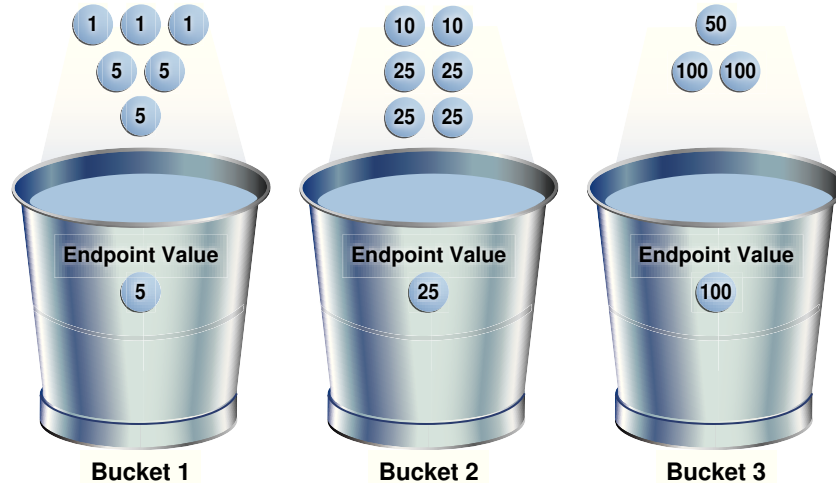 1 1 1
5 5
5
Endpoint Value
5
Bucket 1
10 10
25 25
25 25
Endpoint Value
25
Bucket 2
50
100 100
Endpoint Value
100
Bucket 3